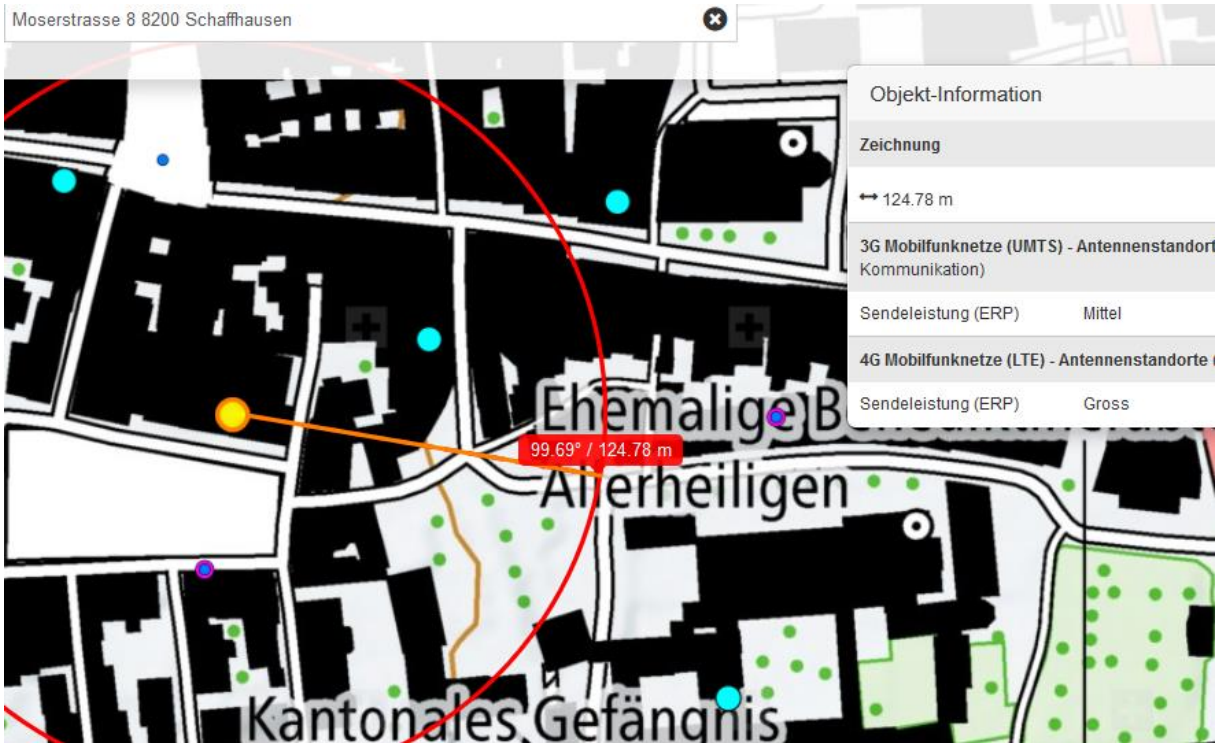 Moserstrasse 8 8200 Schaffhausen
Objekt-Information
Zeichnung
124.78 m
3G Mobilfunknetze (UMTS) - Antennenstandort
Kommunikation)
Sendeleistung (ERP) Mittel
4G Mobilfunknetze (LTE) - Antennenstandorte (
Sendeleistung (ERP) Gross
Ehemalige
99.69° / 124.78 m
Allerheiligen
Kantonales Gefängnis